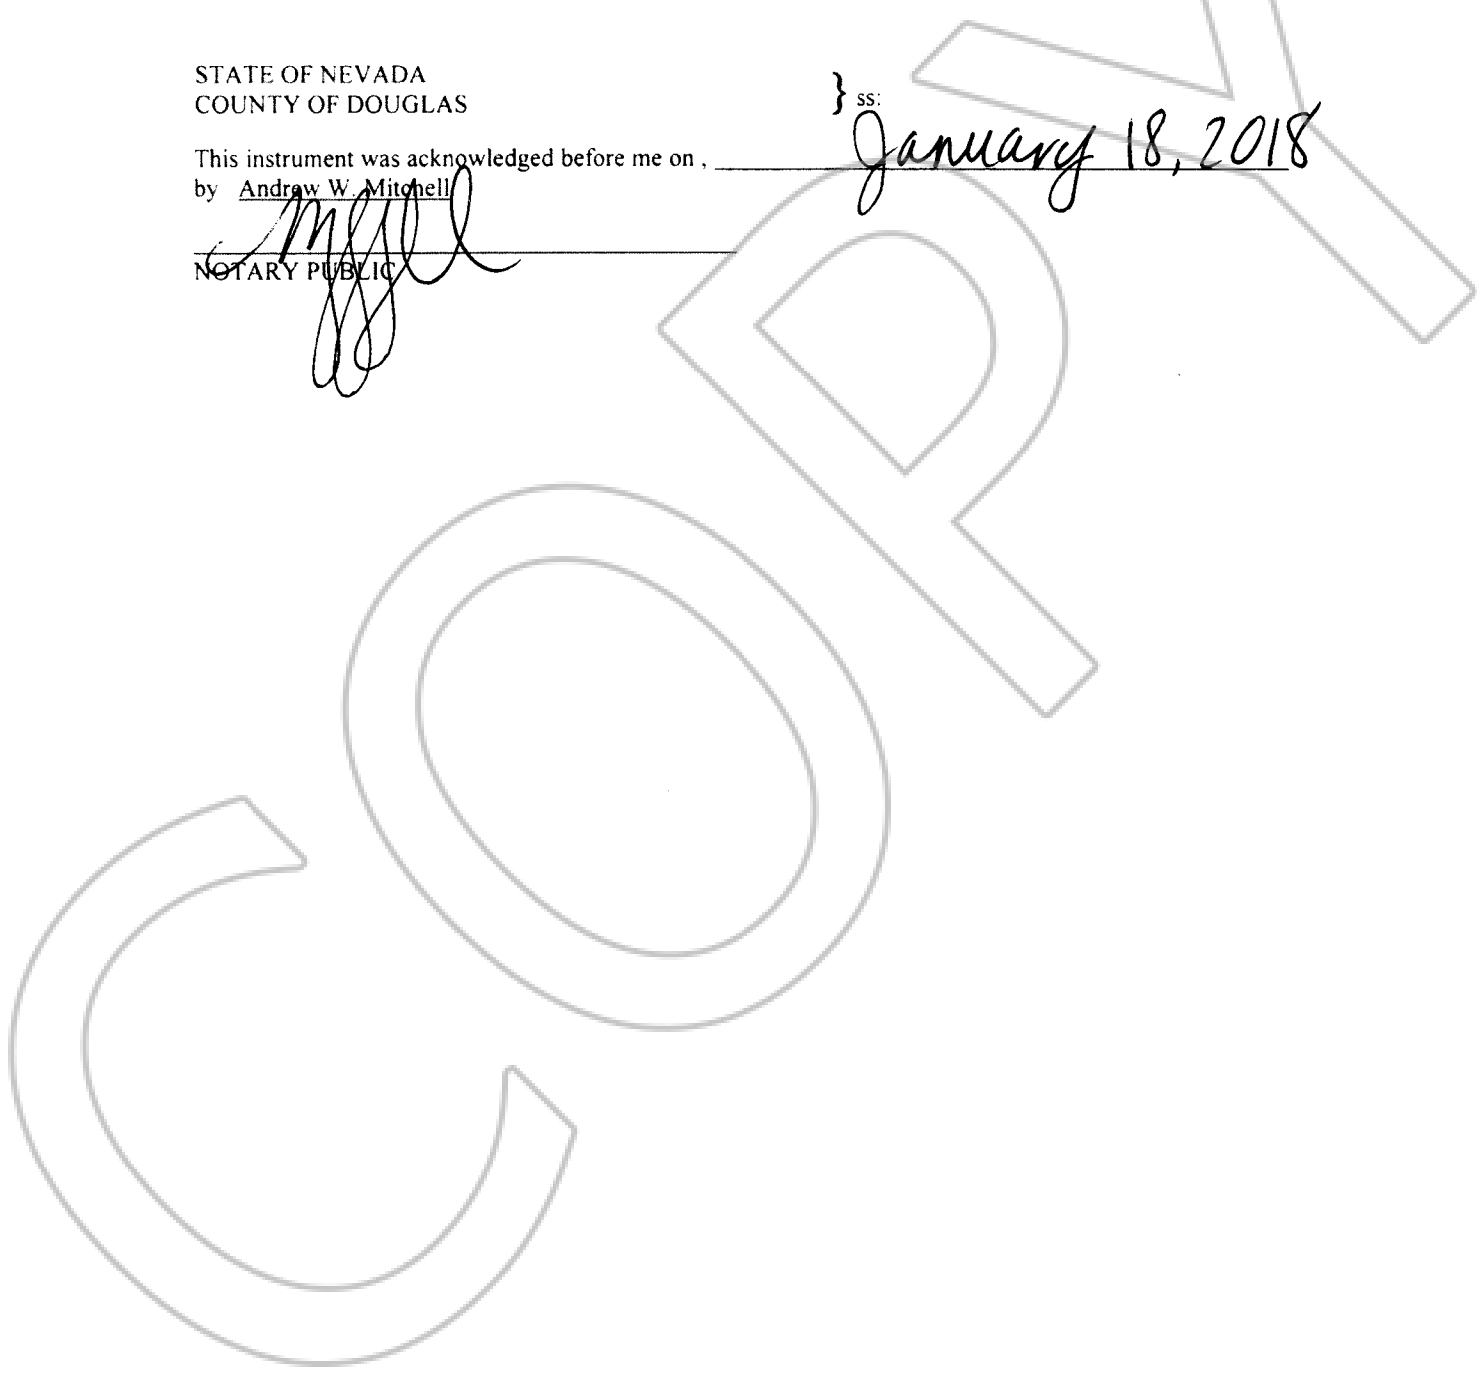 STATE OF NEVADA
COUNTY OF DOUGLAS
} ss:
This instrument was acknowledged before me on , January 18, 2018
by Andrew W. Mitchell
NOTARY PUBLIC
COPY